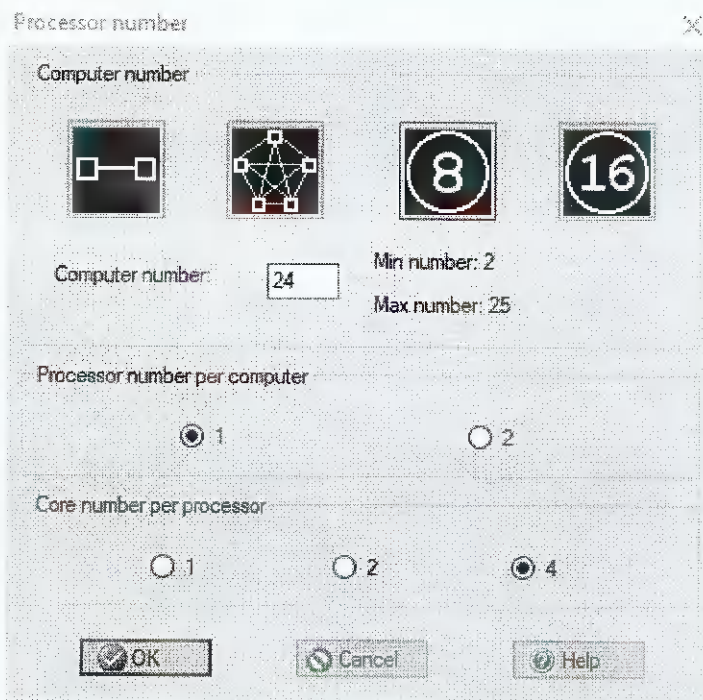 Processor number
Computer number
8 16
Computer number: 24
Min number: 2
Max number: 25
Processor number per computer
1 2
Core number per processor
1 2 4
OK Cancel Help